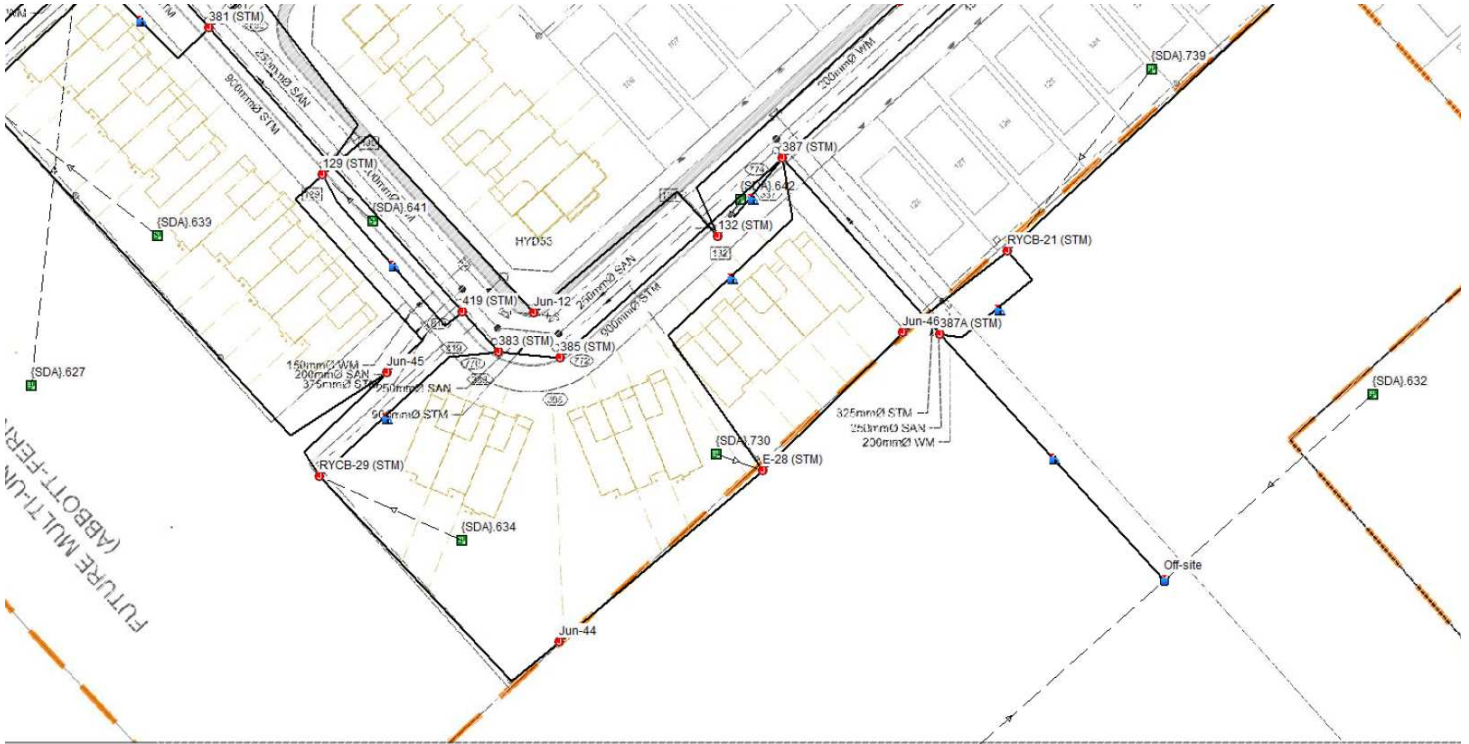 WM
381 (STM)
250mmØ SAN
900mmØ STM
129 (STM)
{SDA}.639
{SDA}.641
{SDA}.627
200mmØ WM
{SDA}.739
387 (STM)
774
{SDA}.642
387
132 (STM)
132
HYD53
250mmØ SAN
900mmØ STM
RYCB-21 (STM)
419 (STM)
Jun-12
Jun-46
387A (STM)
383 (STM)
385 (STM)
772
Jun-45
150mmØ WM
200mmØ SAN
375mmØ STM
250mmØ SAN
900mmØ STM
{SDA}.632
325mmØ STM
250mmØ SAN
200mmØ WM
{SDA}.730
E-28 (STM)
RYCB-29 (STM)
{SDA}.634
Off-site
Jun-44
FUTURE MULTI-UN
(ABBOTT-FER